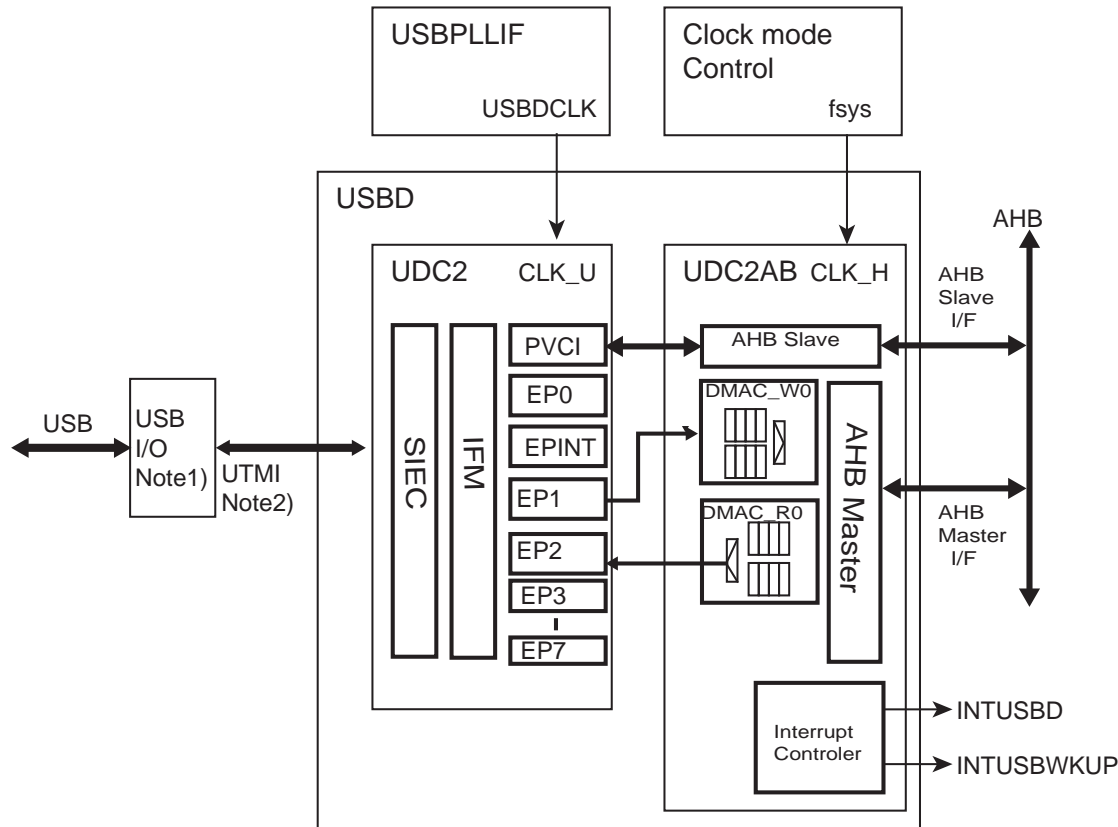 USBPLLIF
USBDCLK
Clock mode
Control
fsys
USBD
UDC2
CLK_U
SIEC
IFM
PVCI
EP0
EPINT
EP1
EP2
EP3
EP7
UDC2AB
CLK_H
AHB Slave
DMAC_W0
DMAC_R0
AHB Master
Interrupt
Controler
USB
USB
I/O
Note1)
UTMI
Note2)
AHB
AHB
Slave
I/F
AHB
Master
I/F
INTUSBD
INTUSBWKUP